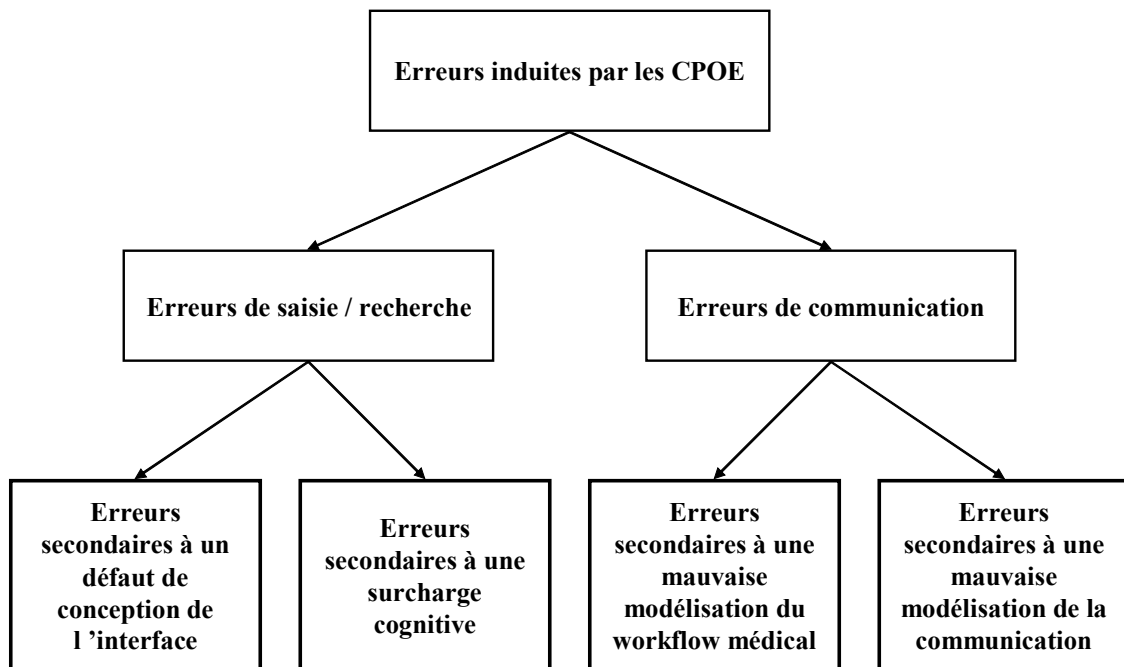 Erreurs induites par les CPOE
Erreurs de saisie / recherche
Erreurs de communication
Erreurs
secondaires à un
défaut de
conception de
l ’interface
Erreurs
secondaires à une
surcharge
cognitive
Erreurs
secondaires à une
mauvaise
modélisation du
workflow médical
Erreurs
secondaires à une
mauvaise
modélisation de la
communication